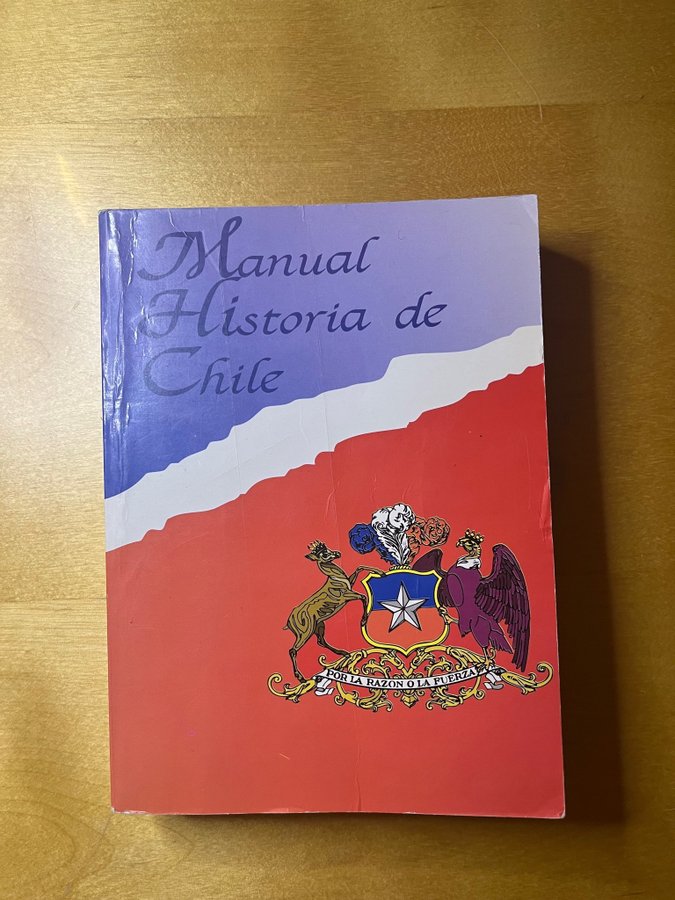 Manual
Historia de
Chile
POR LA RAZON O LA FUERZA